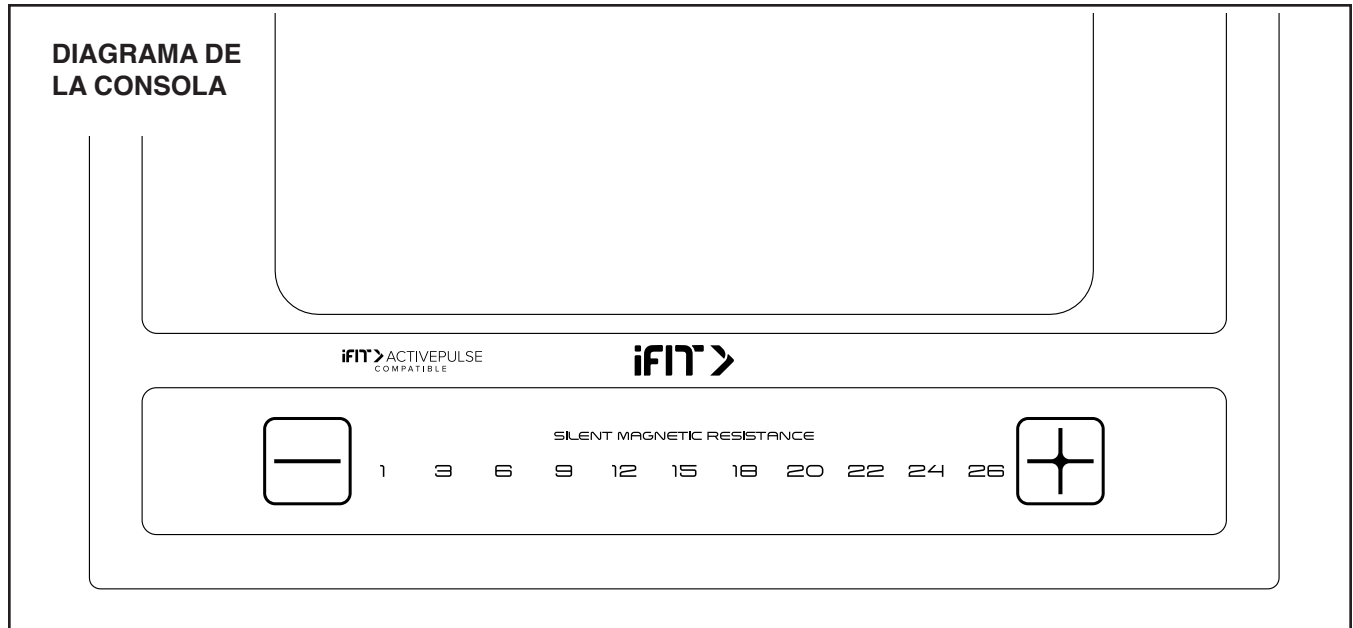 DIAGRAMA DE
LA CONSOLA
iFIT ACTIVEPULSE
COMPATIBLE
iFIT
SILENT MAGNETIC RESISTANCE
1 3 6 9 12 15 18 20 22 24 26